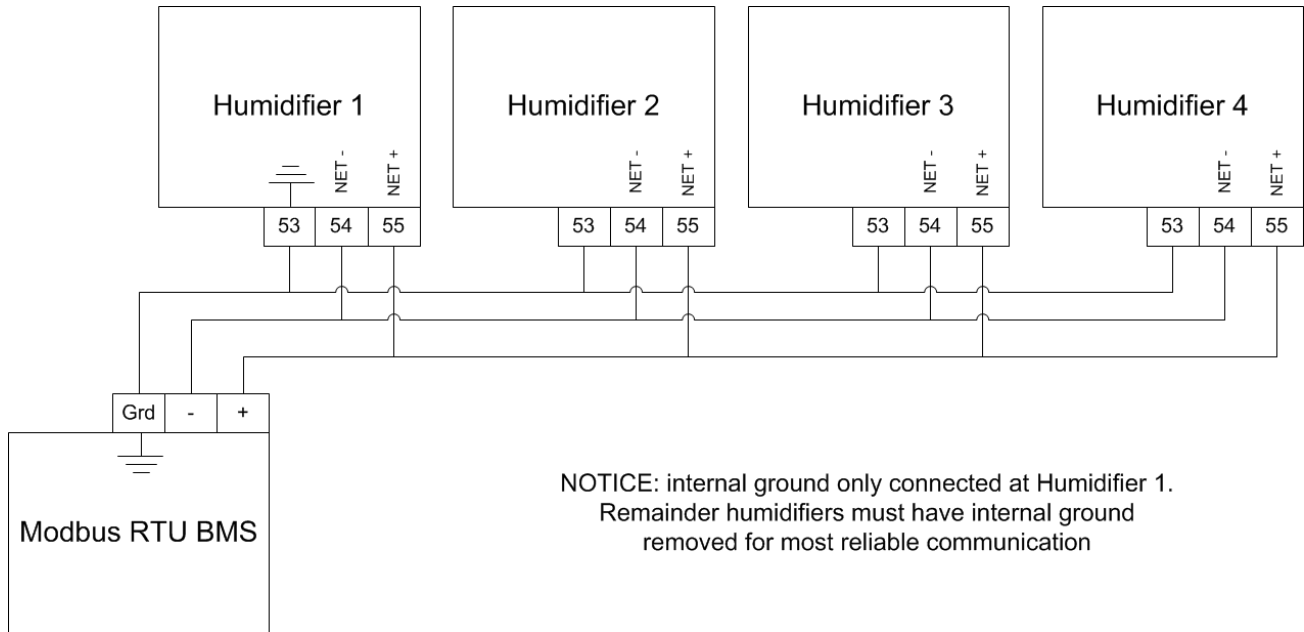 Humidifier 1
Humidifier 2
Humidifier 3
Humidifier 4
NET -
NET +
NET -
NET +
NET -
NET +
NET -
NET +
53 54 55
53 54 55
53 54 55
53 54 55
Grd - +
Modbus RTU BMS
NOTICE: internal ground only connected at Humidifier 1.
Remainder humidifiers must have internal ground
removed for most reliable communication